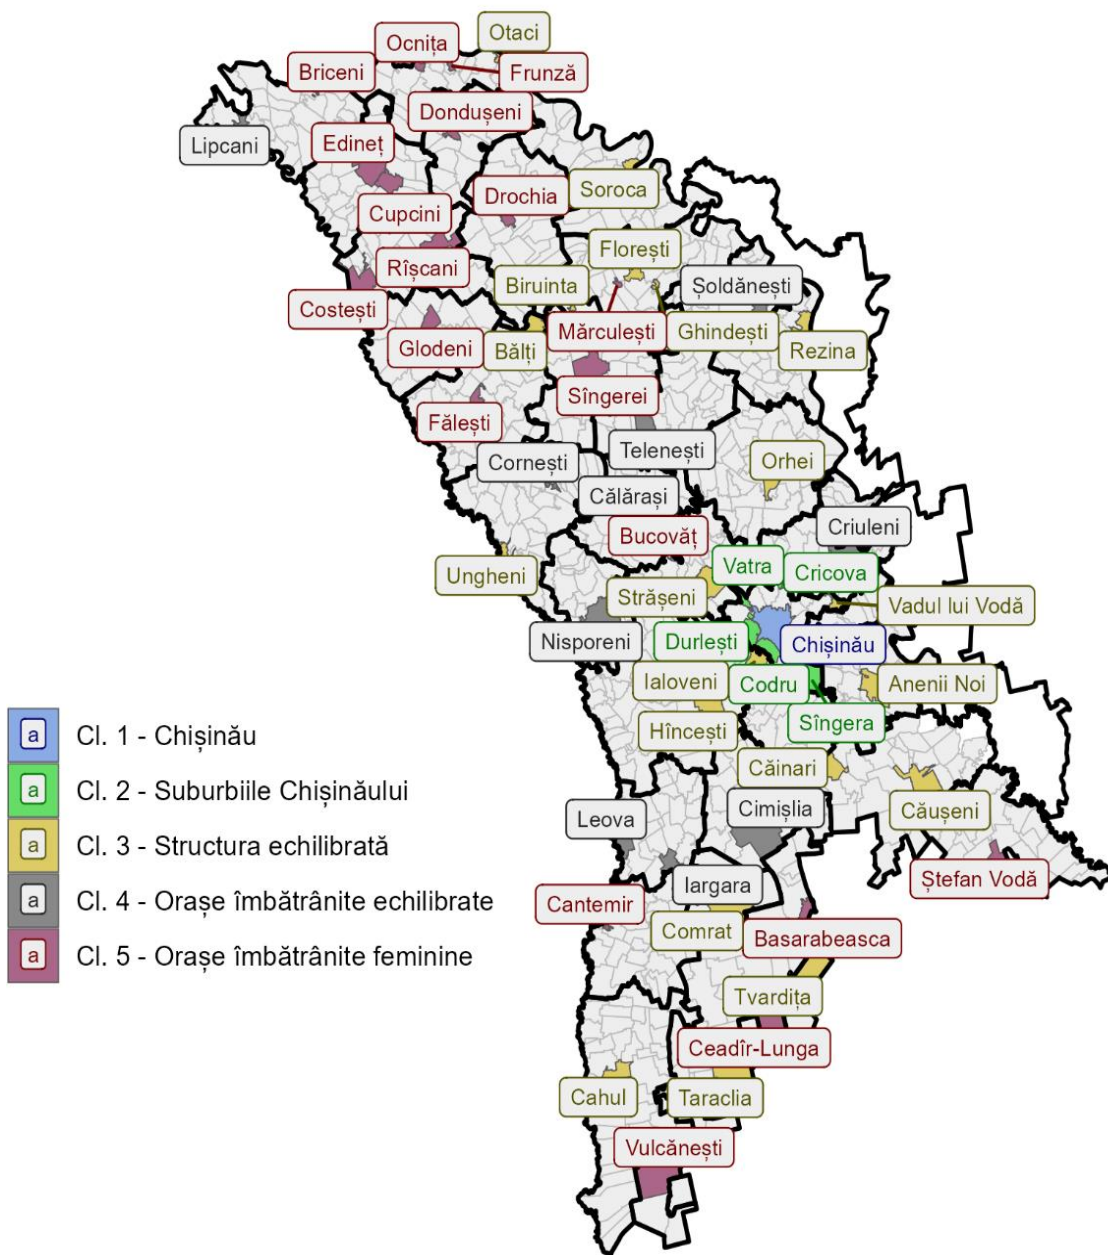 Otaci
Ocnița
Briceni
Frunză
Dondușeni
Lipcani
Edineț
Drochia
Soroca
Cupcini
Florești
Rîșcani
Biruinta
Șoldănești
Costești
Mărculești
Ghindești
Glodeni
Bălți
Rezina
Sîngerei
Fălești
Telenești
Cornești
Orhei
Călărași
Criuleni
Bucovăț
Vatra
Cricova
Ungheni
Strășeni
Vadul lui Vodă
Nisporeni
Durlești
Chișinău
Ialoveni
Codru
Anenii Noi
Sîngera
Hîncești
Căinari
Cimișlia
Căușeni
Leova
Iargara
Ștefan Vodă
Cantemir
Comrat
Basarabeasca
Tvardița
Ceadîr-Lunga
Cahul
Taraclia
Vulcănești
a Cl. 1 - Chișinău
a Cl. 2 - Suburbiile Chișinăului
a Cl. 3 - Structura echilibrată
a Cl. 4 - Orașe îmbătrânite echilibrate
a Cl. 5 - Orașe îmbătrânite feminine